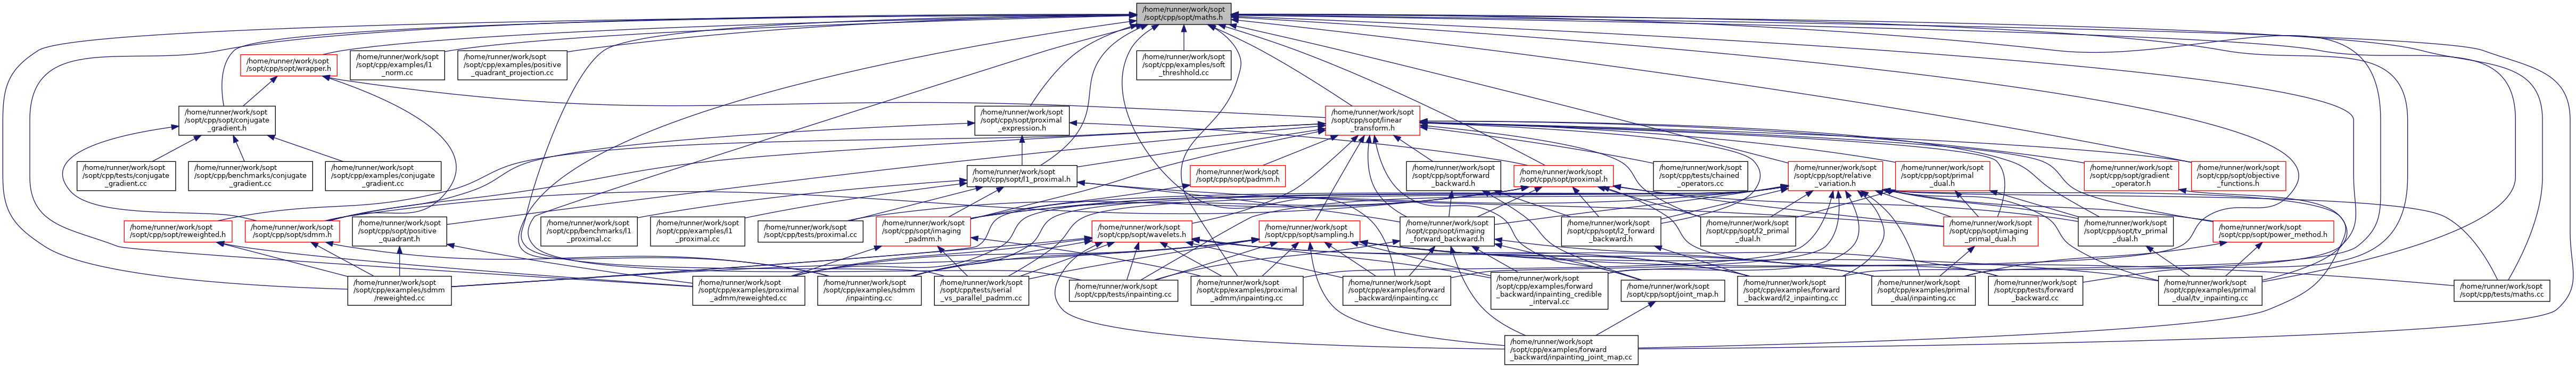 /home/runner/work/sopt
/sopt/cpp/sopt/maths.h
/home/runner/work/sopt
/sopt/cpp/sopt/wrapper.h
/home/runner/work/sopt
/sopt/cpp/examples/l1
_norm.cc
/home/runner/work/sopt
/sopt/cpp/examples/positive
_quadrant_projection.cc
/home/runner/work/sopt
/sopt/cpp/examples/soft
_threshhold.cc
/home/runner/work/sopt
/sopt/cpp/sopt/conjugate
_gradient.h
/home/runner/work/sopt
/sopt/cpp/sopt/proximal
_expression.h
/home/runner/work/sopt
/sopt/cpp/sopt/linear
_transform.h
/home/runner/work/sopt
/sopt/cpp/tests/conjugate
_gradient.cc
/home/runner/work/sopt
/sopt/cpp/benchmarks/conjugate
_gradient.cc
/home/runner/work/sopt
/sopt/cpp/examples/conjugate
_gradient.cc
/home/runner/work/sopt
/sopt/cpp/sopt/l1_proximal.h
/home/runner/work/sopt
/sopt/cpp/sopt/padmm.h
/home/runner/work/sopt
/sopt/cpp/sopt/forward
_backward.h
/home/runner/work/sopt
/sopt/cpp/sopt/proximal.h
/home/runner/work/sopt
/sopt/cpp/tests/chained
_operators.cc
/home/runner/work/sopt
/sopt/cpp/sopt/relative
_variation.h
/home/runner/work/sopt
/sopt/cpp/sopt/primal
_dual.h
/home/runner/work/sopt
/sopt/cpp/sopt/gradient
_operator.h
/home/runner/work/sopt
/sopt/cpp/sopt/objective
_functions.h
/home/runner/work/sopt
/sopt/cpp/sopt/reweighted.h
/home/runner/work/sopt
/sopt/cpp/sopt/sdmm.h
/home/runner/work/sopt
/sopt/cpp/sopt/positive
_quadrant.h
/home/runner/work/sopt
/sopt/cpp/benchmarks/l1
_proximal.cc
/home/runner/work/sopt
/sopt/cpp/examples/l1
_proximal.cc
/home/runner/work/sopt
/sopt/cpp/tests/proximal.cc
/home/runner/work/sopt
/sopt/cpp/sopt/imaging
_padmm.h
/home/runner/work/sopt
/sopt/cpp/sopt/wavelets.h
/home/runner/work/sopt
/sopt/cpp/sopt/sampling.h
/home/runner/work/sopt
/sopt/cpp/sopt/imaging
_forward_backward.h
/home/runner/work/sopt
/sopt/cpp/sopt/l2_forward
_backward.h
/home/runner/work/sopt
/sopt/cpp/sopt/l2_primal
_dual.h
/home/runner/work/sopt
/sopt/cpp/sopt/imaging
_primal_dual.h
/home/runner/work/sopt
/sopt/cpp/sopt/tv_primal
_dual.h
/home/runner/work/sopt
/sopt/cpp/sopt/power_method.h
/home/runner/work/sopt
/sopt/cpp/examples/sdmm
/reweighted.cc
/home/runner/work/sopt
/sopt/cpp/examples/proximal
_admm/reweighted.cc
/home/runner/work/sopt
/sopt/cpp/examples/sdmm
/inpainting.cc
/home/runner/work/sopt
/sopt/cpp/tests/serial
_vs_parallel_padmm.cc
/home/runner/work/sopt
/sopt/cpp/tests/inpainting.cc
/home/runner/work/sopt
/sopt/cpp/examples/proximal
_admm/inpainting.cc
/home/runner/work/sopt
/sopt/cpp/examples/forward
_backward/inpainting.cc
/home/runner/work/sopt
/sopt/cpp/examples/forward
_backward/inpainting_credible
_interval.cc
/home/runner/work/sopt
/sopt/cpp/sopt/joint_map.h
/home/runner/work/sopt
/sopt/cpp/examples/forward
_backward/l2_inpainting.cc
/home/runner/work/sopt
/sopt/cpp/examples/primal
_dual/inpainting.cc
/home/runner/work/sopt
/sopt/cpp/tests/forward
_backward.cc
/home/runner/work/sopt
/sopt/cpp/examples/primal
_dual/tv_inpainting.cc
/home/runner/work/sopt
/sopt/cpp/tests/maths.cc
/home/runner/work/sopt
/sopt/cpp/examples/forward
_backward/inpainting_joint_map.cc